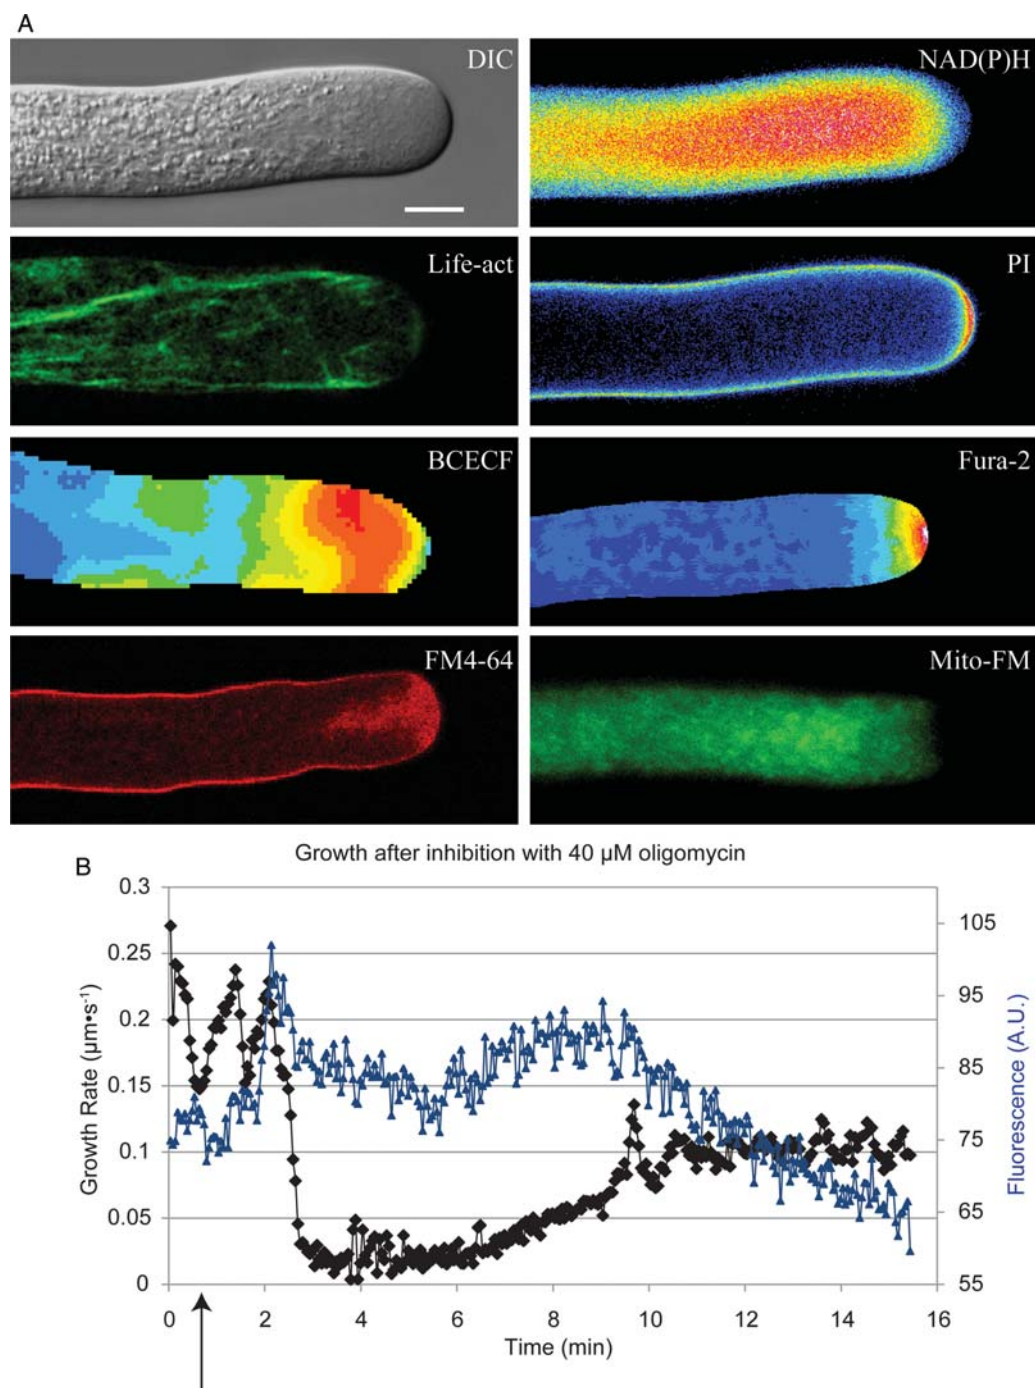 A
DIC
NAD(P)H
Life-act
PI
BCECF
Fura-2
FM4-64
Mito-FM
B
Growth after inhibition with 40 µM oligomycin
0.3
0.25
0.2
0.15
0.1
0.05
0
Growth Rate (µm•s⁻¹)
105
95
85
75
65
55
Fluorescence (A.U.)
0 2 4 6 8 10 12 14 16
Time (min)